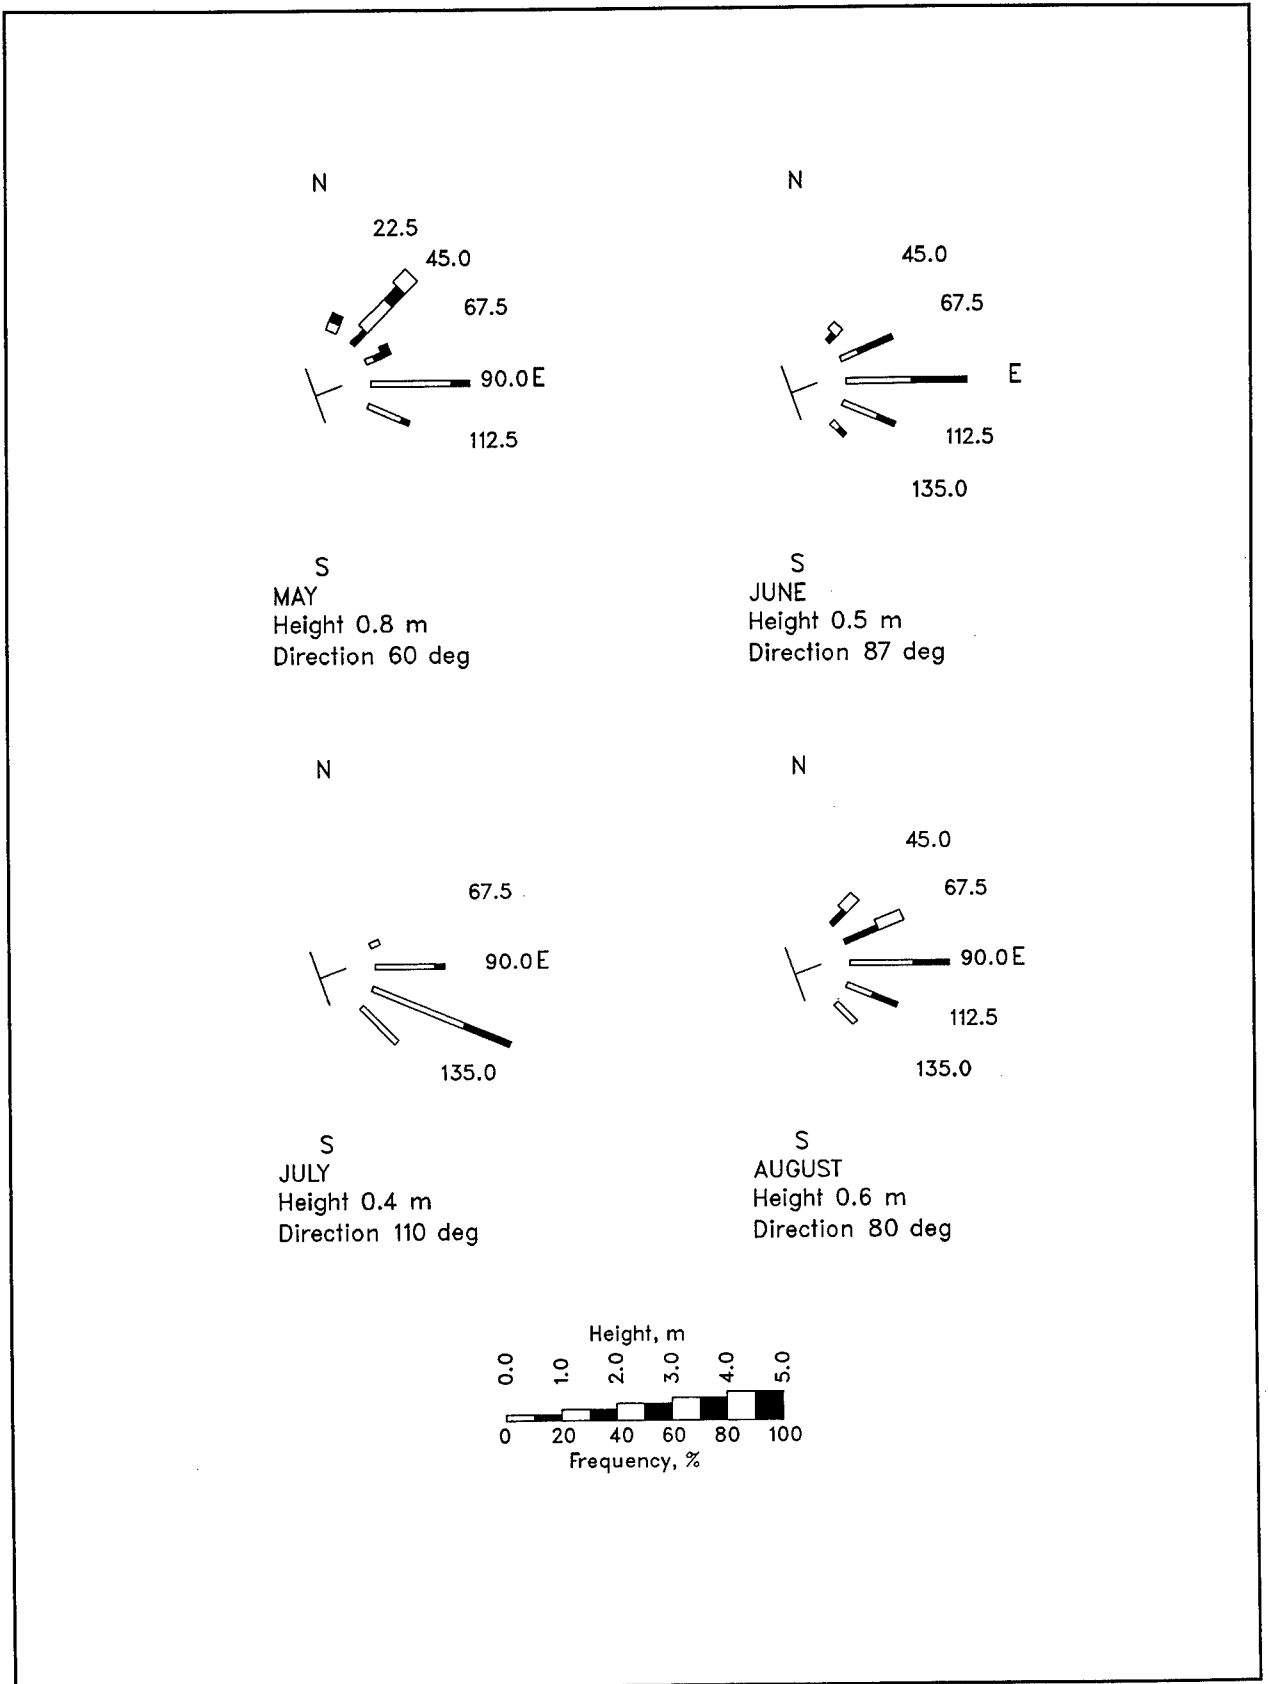 N
22.5
45.0
67.5
90.0 E
112.5
S
MAY
Height 0.8 m
Direction 60 deg
N
45.0
67.5
E
112.5
135.0
S
JUNE
Height 0.5 m
Direction 87 deg
N
67.5
90.0 E
135.0
S
JULY
Height 0.4 m
Direction 110 deg
N
45.0
67.5
90.0 E
112.5
135.0
S
AUGUST
Height 0.6 m
Direction 80 deg
Height, m
0.0 1.0 2.0 3.0 4.0 5.0
0 20 40 60 80 100
Frequency, %